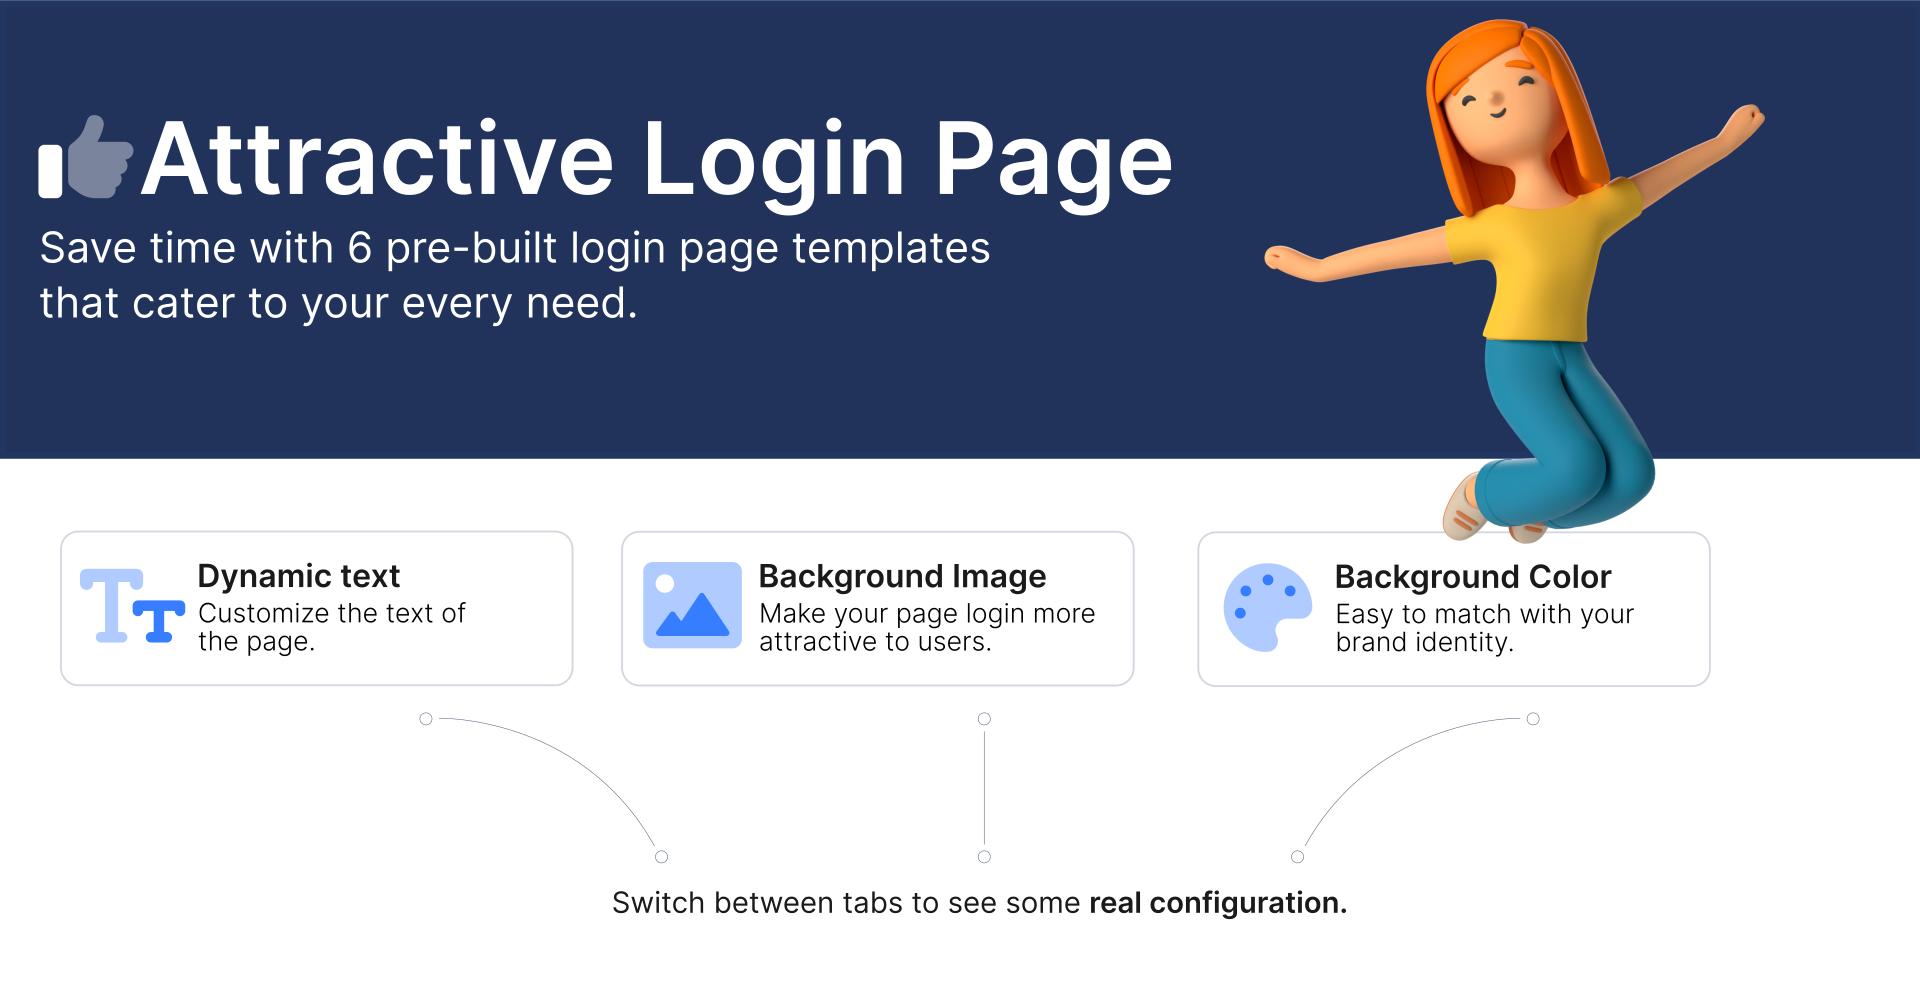 Attractive Login Page
Save time with 6 pre-built login page templates
that cater to your every need.
Dynamic text
Customize the text of
the page.
Background Image
Make your page login more
attractive to users.
Background Color
Easy to match with your
brand identity.
Switch between tabs to see some real configuration.